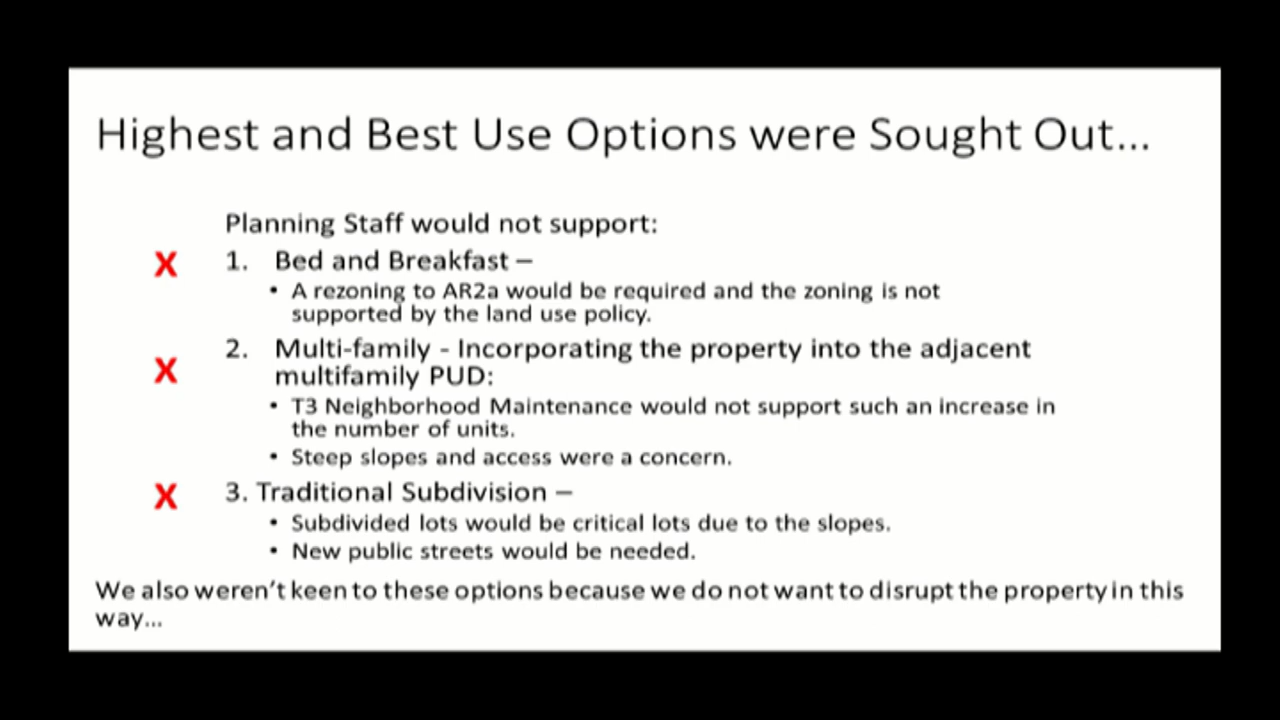 Highest and Best Use Options were Sought Out...
Planning Staff would not support:
X 1. Bed and Breakfast –
• A rezoning to AR2a would be required and the zoning is not
supported by the land use policy.
2. Multi-family - Incorporating the property into the adjacent
X multifamily PUD:
• T3 Neighborhood Maintenance would not support such an increase in
the number of units.
• Steep slopes and access were a concern.
X 3. Traditional Subdivision –
• Subdivided lots would be critical lots due to the slopes.
• New public streets would be needed.
We also weren't keen to these options because we do not want to disrupt the property in this
way...